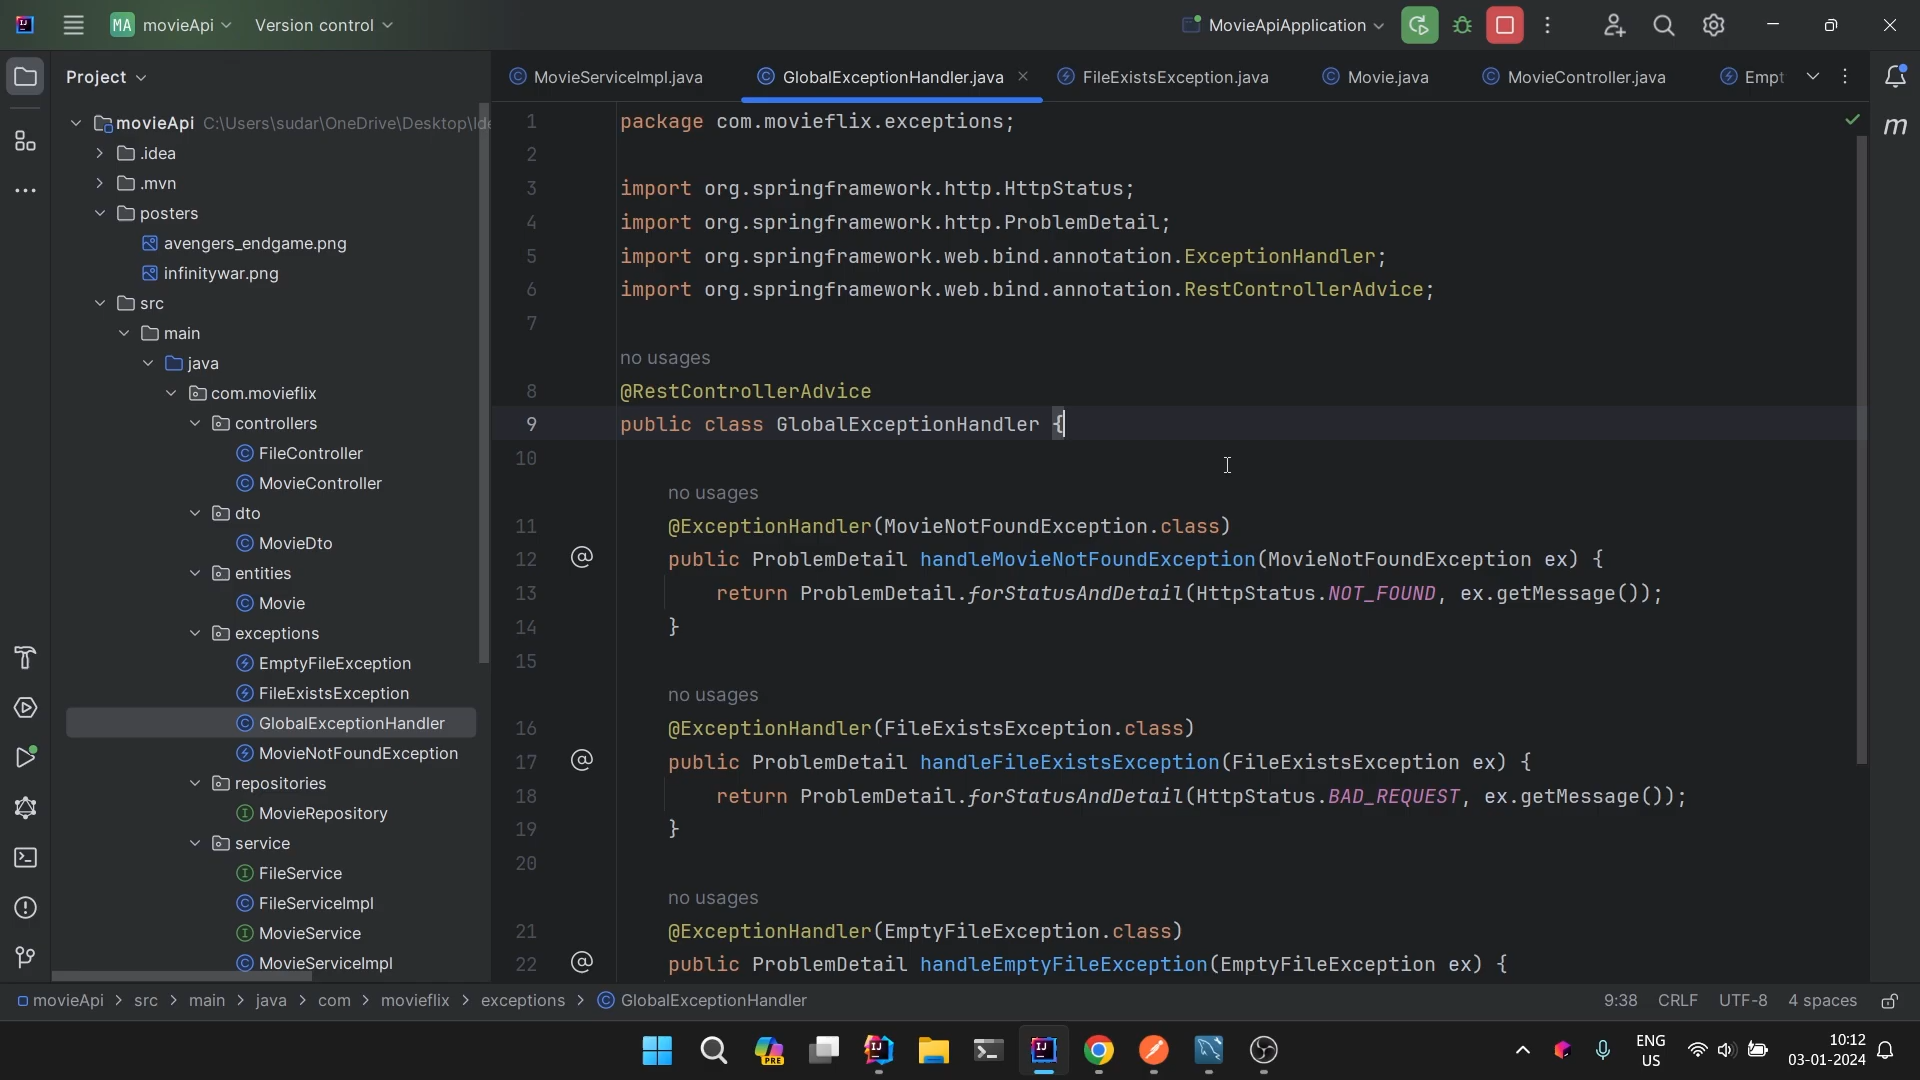 MA movieApi Version control MovieApiApplication
Project
MovieServiceImpl.java GlobalExceptionHandler.java FileExistsException.java Movie.java MovieController.java Empt
movieApi C:\Users\sudar\OneDrive\Desktop\Ide
.idea
.mvn
posters
avengers_endgame.png
infinitywar.png
src
main
java
com.movieflix
controllers
FileController
MovieController
dto
MovieDto
entities
Movie
exceptions
EmptyFileException
FileExistsException
GlobalExceptionHandler
MovieNotFoundException
repositories
MovieRepository
service
FileService
FileServiceImpl
MovieService
MovieServiceImpl
1 package com.movieflix.exceptions;
2
3 import org.springframework.http.HttpStatus;
4 import org.springframework.http.ProblemDetail;
5 import org.springframework.web.bind.annotation.ExceptionHandler;
6 import org.springframework.web.bind.annotation.RestControllerAdvice;
7
no usages
8 @RestControllerAdvice
9 public class GlobalExceptionHandler {
10
no usages
11 @ExceptionHandler(MovieNotFoundException.class)
12 @ public ProblemDetail handleMovieNotFoundException(MovieNotFoundException ex) {
13 return ProblemDetail.forStatusAndDetail(HttpStatus.NOT_FOUND, ex.getMessage());
14 }
15
no usages
16 @ExceptionHandler(FileExistsException.class)
17 @ public ProblemDetail handleFileExistsException(FileExistsException ex) {
18 return ProblemDetail.forStatusAndDetail(HttpStatus.BAD_REQUEST, ex.getMessage());
19 }
20
no usages
21 @ExceptionHandler(EmptyFileException.class)
22 @ public ProblemDetail handleEmptyFileException(EmptyFileException ex) {
m
movieApi > src > main > java > com > movieflix > exceptions > GlobalExceptionHandler 9:38 CRLF UTF-8 4 spaces
PRE
ENG
US
10:12
03-01-2024